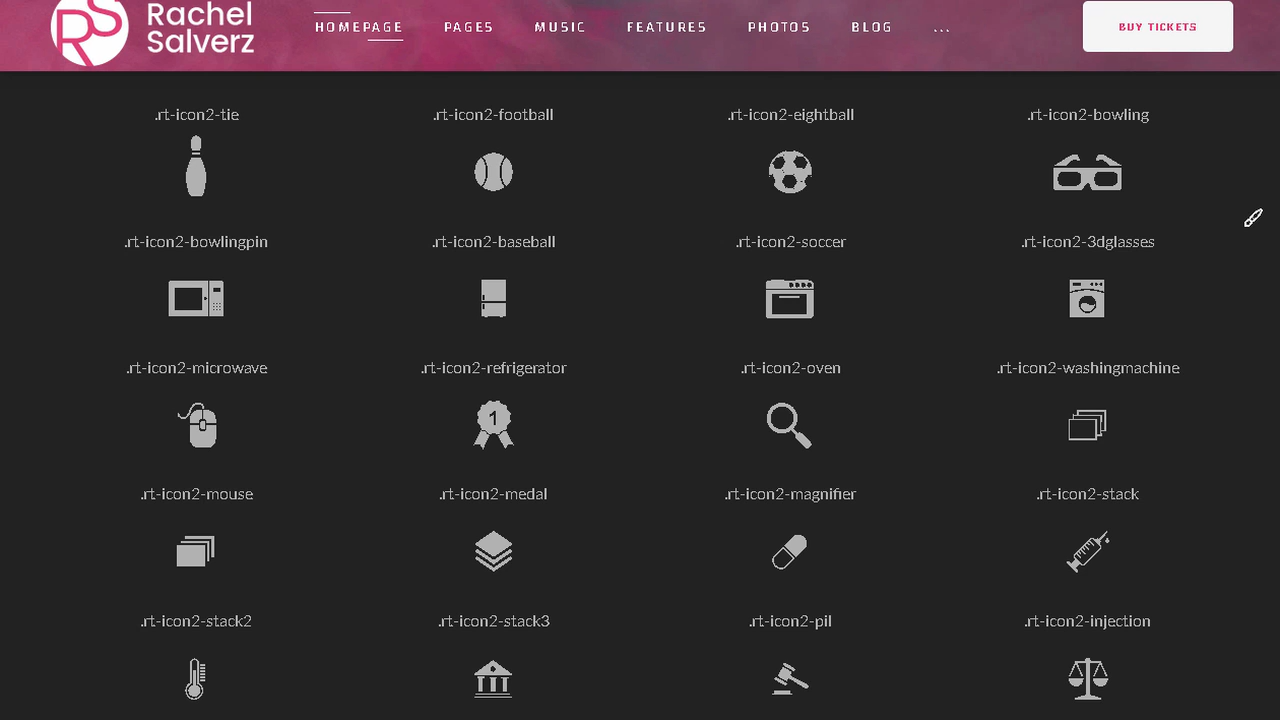 Rachel
Salverz
HOMEPAGE PAGES MUSIC FEATURES PHOTOS BLOG ...
BUY TICKETS
.rt-icon2-tie .rt-icon2-football .rt-icon2-eightball .rt-icon2-bowling
.rt-icon2-bowlingpin .rt-icon2-baseball .rt-icon2-soccer .rt-icon2-3dglasses
.rt-icon2-microwave .rt-icon2-refrigerator .rt-icon2-oven .rt-icon2-washingmachine
1
.rt-icon2-mouse .rt-icon2-medal .rt-icon2-magnifier .rt-icon2-stack
.rt-icon2-stack2 .rt-icon2-stack3 .rt-icon2-pil .rt-icon2-injection